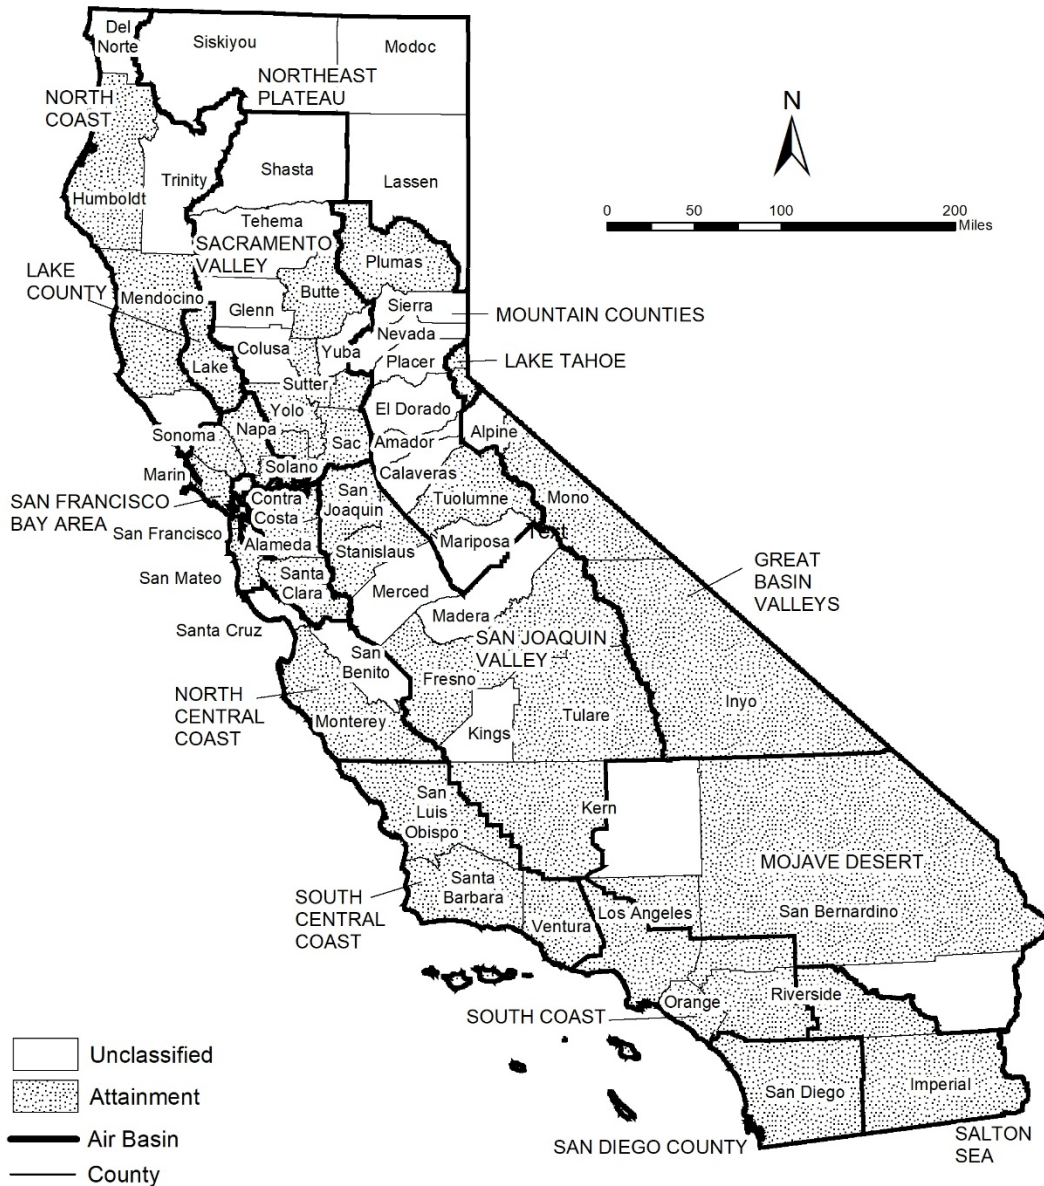 Del
Norte
Siskiyou
Modoc
NORTHEAST
PLATEAU
NORTH
COAST
N
Trinity
Shasta
Lassen
Humboldt
0
50
100
200
Miles
Tehema
SACRAMENTO
VALLEY
Plumas
LAKE
COUNTY
Mendocino
Butte
Glenn
Sierra
MOUNTAIN COUNTIES
Nevada
Colusa
Yuba
Placer
LAKE TAHOE
Lake
Sutter
Yolo
El Dorado
Napa
Sonoma
Sac
Amador
Alpine
Marin
Solano
Calaveras
SAN FRANCISCO
BAY AREA
Contra
Costa
San
Joaquin
Tuolumne
Mono
San Francisco
Alameda
Stanislaus
Mariposa
Text
GREAT
BASIN
VALLEYS
San Mateo
Santa
Clara
Merced
Madera
Santa Cruz
San
Benito
SAN JOAQUIN
VALLEY
Fresno
NORTH
CENTRAL
COAST
Monterey
Kings
Tulare
Inyo
San
Luis
Obispo
Kern
MOJAVE DESERT
SOUTH
CENTRAL
COAST
Santa
Barbara
Ventura
Los Angeles
San Bernardino
SOUTH COAST
Orange
Riverside
Unclassified
Attainment
Air Basin
County
San Diego
Imperial
SAN DIEGO COUNTY
SALTON
SEA